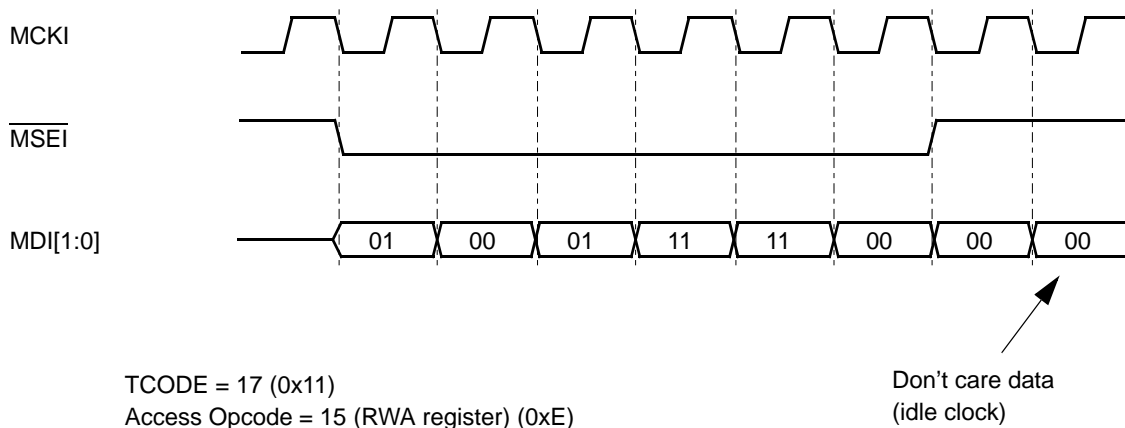 MCKI
MSEI
MDI[1:0]
01 00 01 11 11 00 00 00
TCODE = 17 (0x11)
Access Opcode = 15 (RWA register) (0xE)
Don't care data
(idle clock)